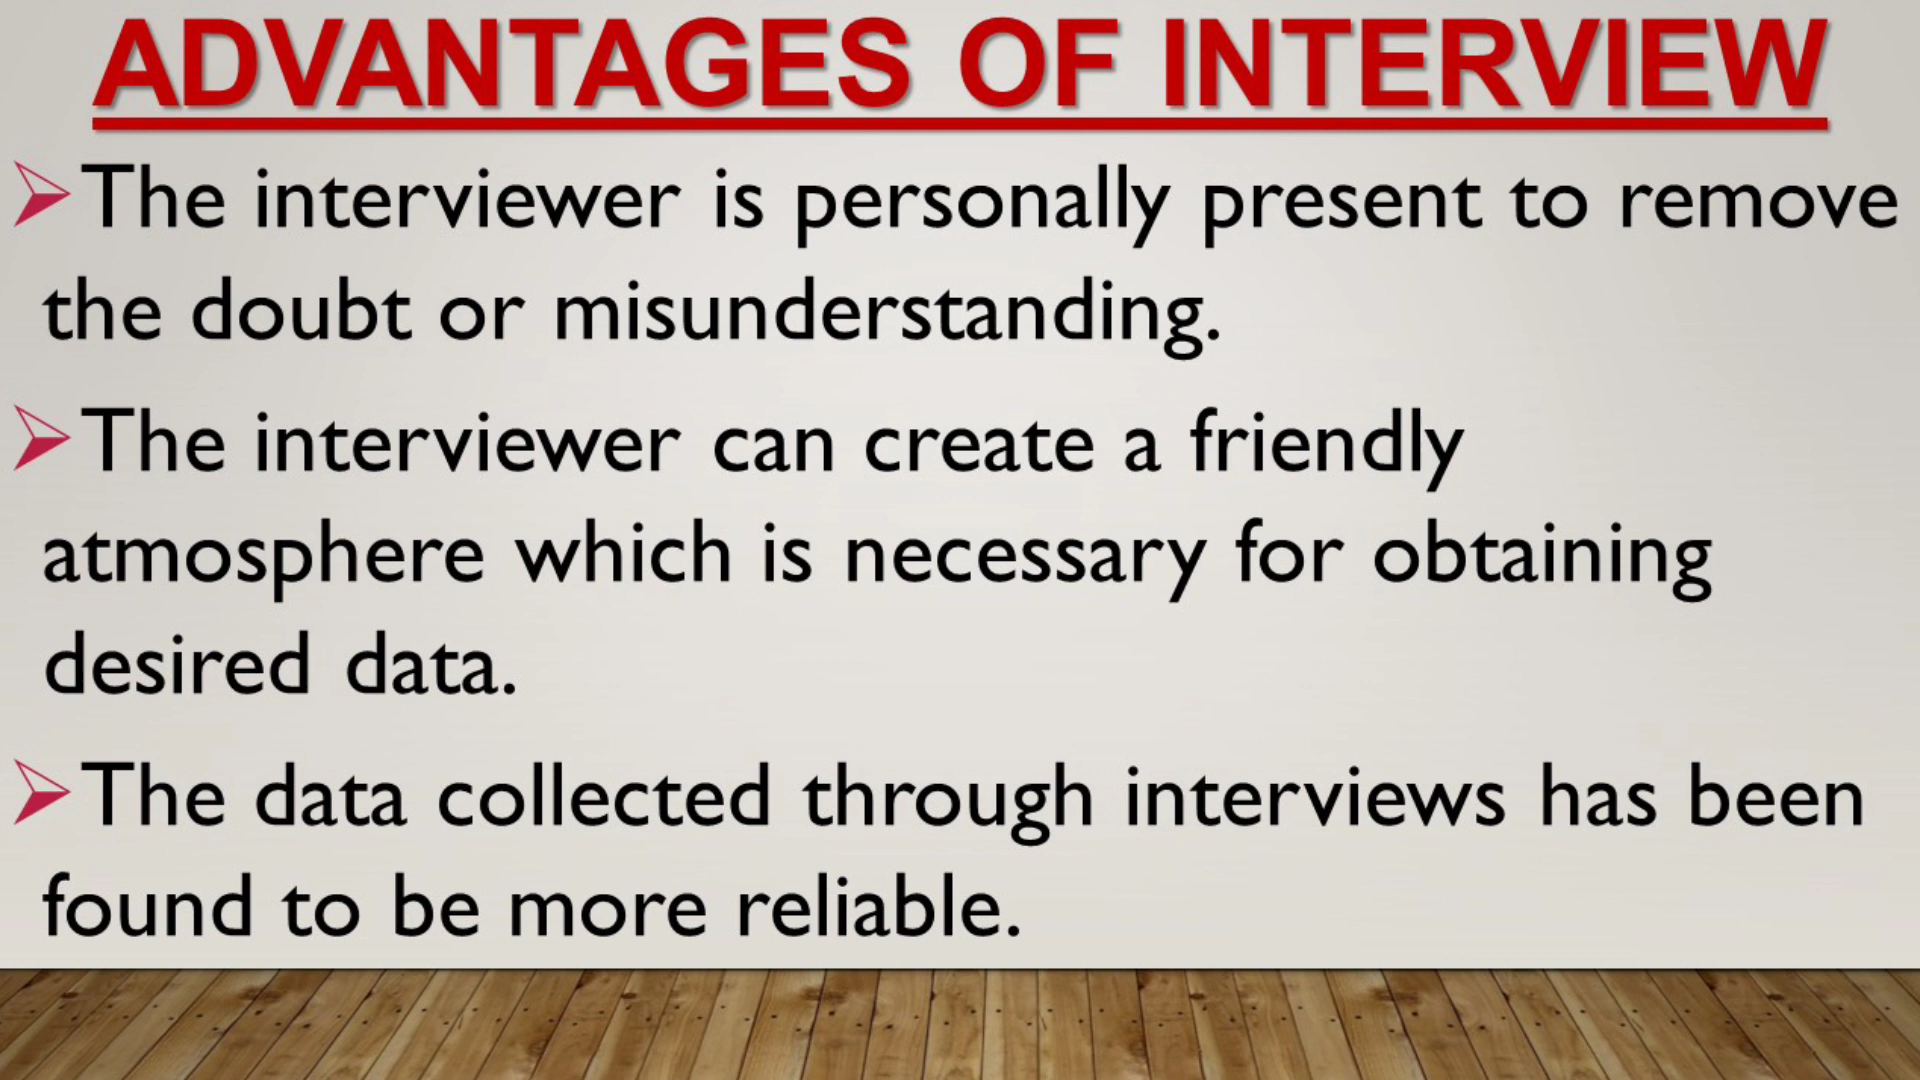 ADVANTAGES OF INTERVIEW
The interviewer is personally present to remove
the doubt or misunderstanding.
The interviewer can create a friendly
atmosphere which is necessary for obtaining
desired data.
The data collected through interviews has been
found to be more reliable.